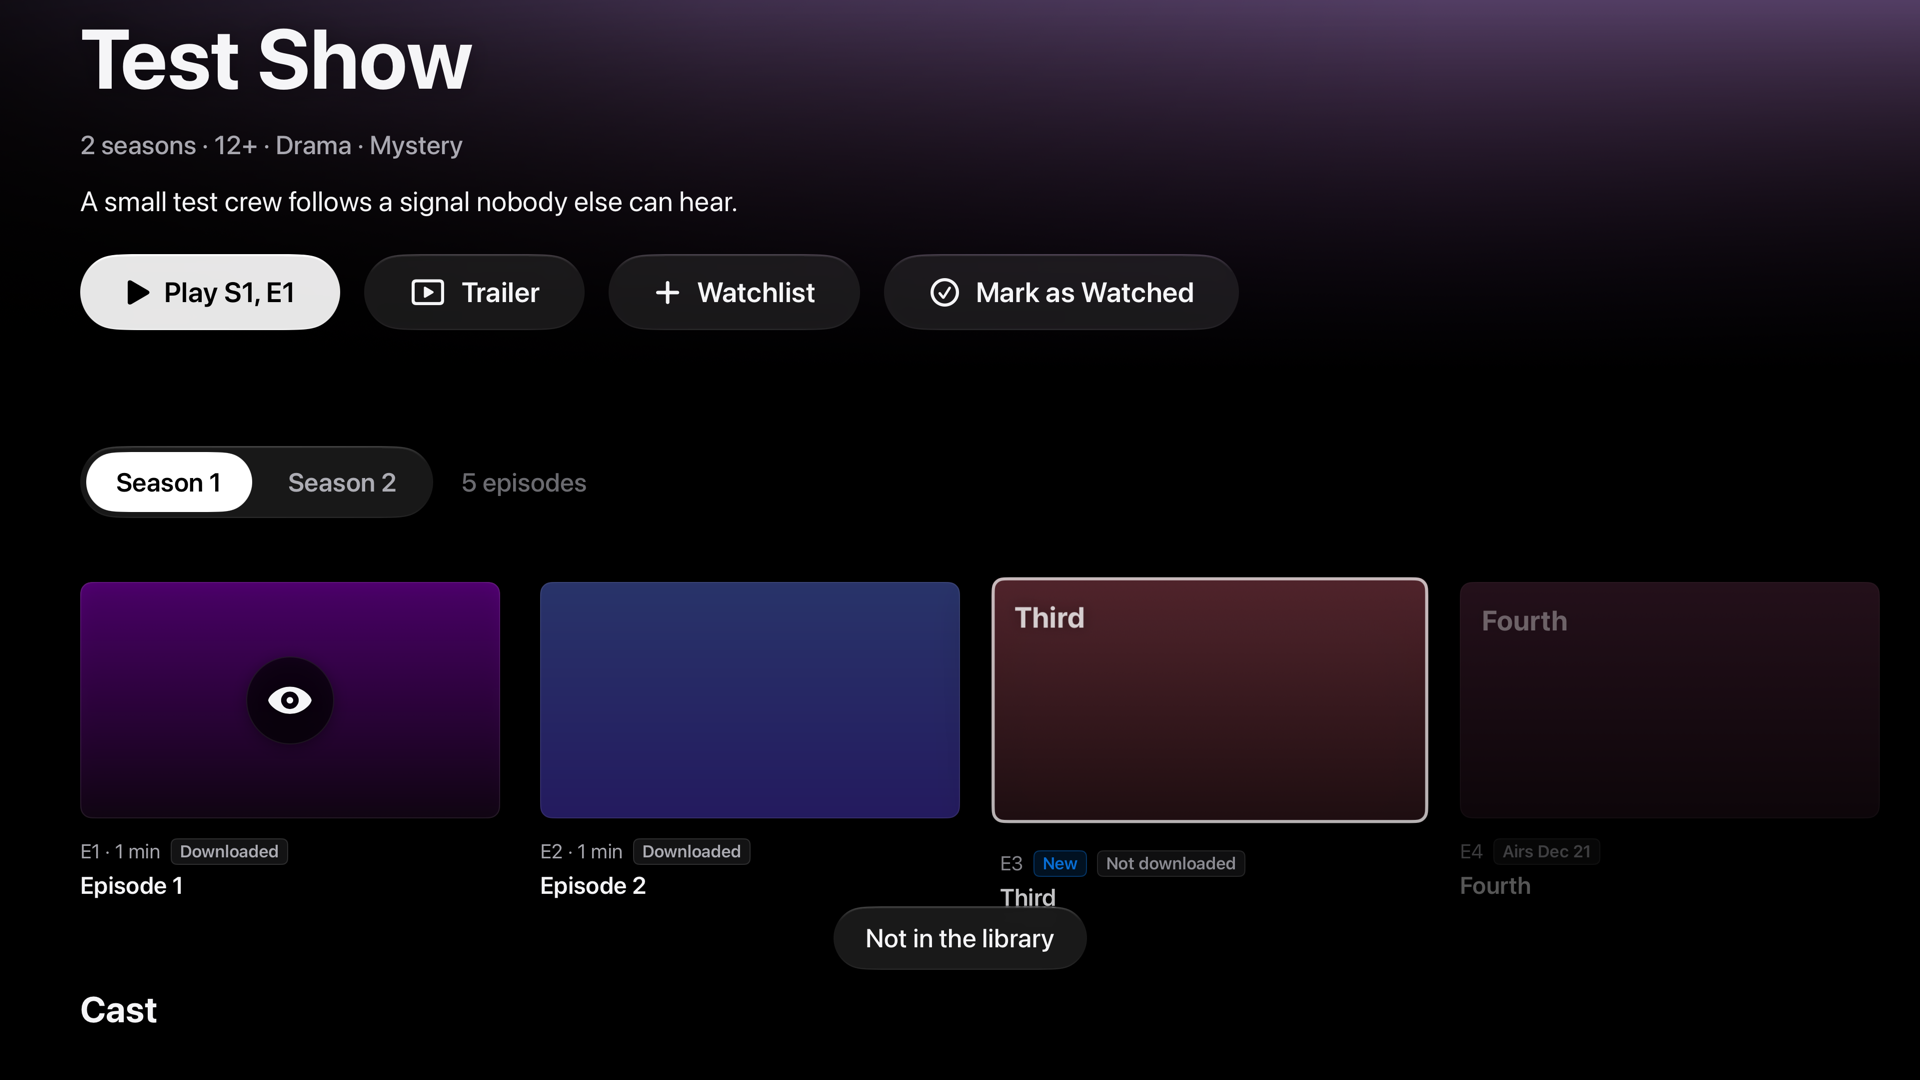 Test Show
2 seasons · 12+ · Drama · Mystery
A small test crew follows a signal nobody else can hear.
Play S1, E1
Trailer
Watchlist
Mark as Watched
Season 1
Season 2
5 episodes
Third
Fourth
E1 · 1 min Downloaded
Episode 1
E2 · 1 min Downloaded
Episode 2
E3 New Not downloaded
Third
E4 Airs Dec 21
Fourth
Not in the library
Cast